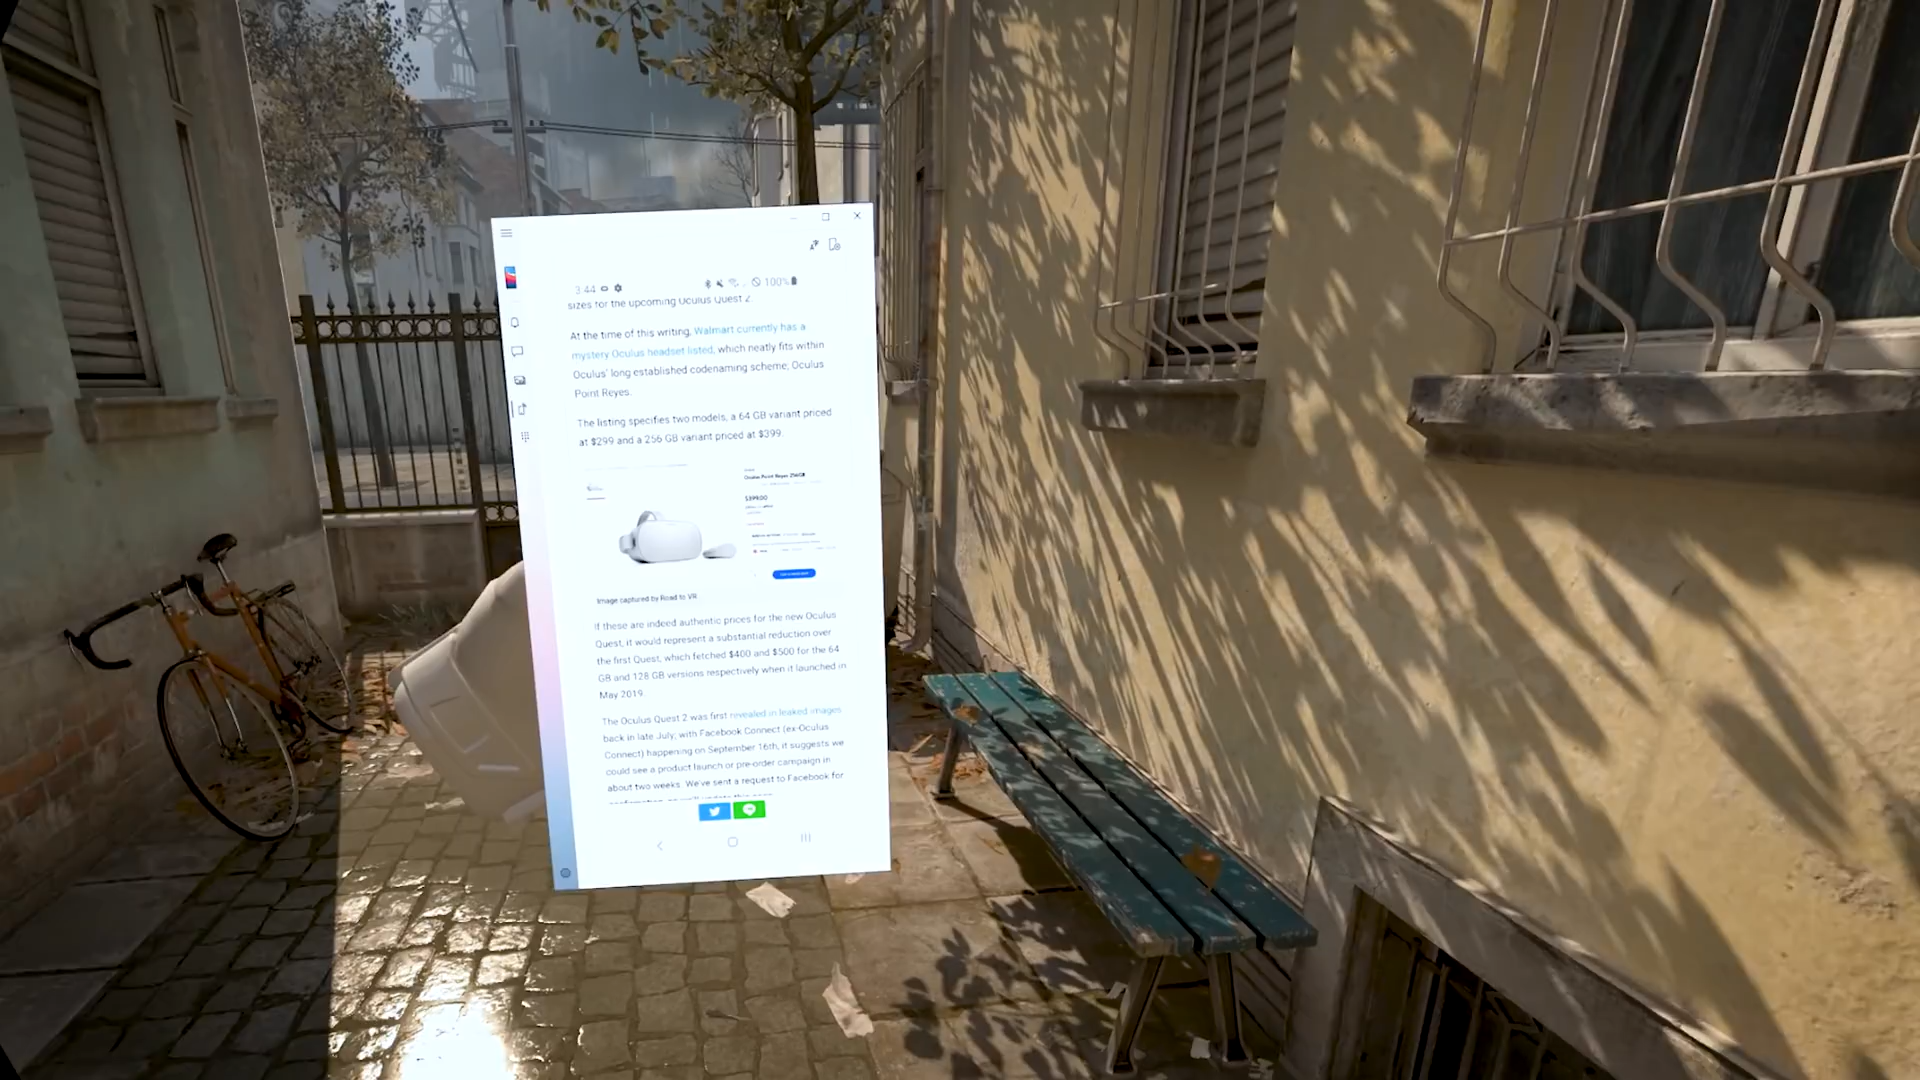 3:44
100%
sizes for the upcoming Oculus Quest 2.
At the time of this writing, Walmart currently has a
mystery Oculus headset listed, which neatly fits within
Oculus' long established codenaming scheme; Oculus
Point Reyes.
The listing specifies two models, a 64 GB variant priced
at $299 and a 256 GB variant priced at $399.
Oculus Point Reyes 256GB
$399.00
Image captured by Road to VR
If these are indeed authentic prices for the new Oculus
Quest, it would represent a substantial reduction over
the first Quest, which fetched $400 and $500 for the 64
GB and 128 GB versions respectively when it launched in
May 2019.
The Oculus Quest 2 was first revealed in leaked images
back in late July; with Facebook Connect (ex-Oculus
Connect) happening on September 16th, it suggests we
could see a product launch or pre-order campaign in
about two weeks. We've sent a request to Facebook for